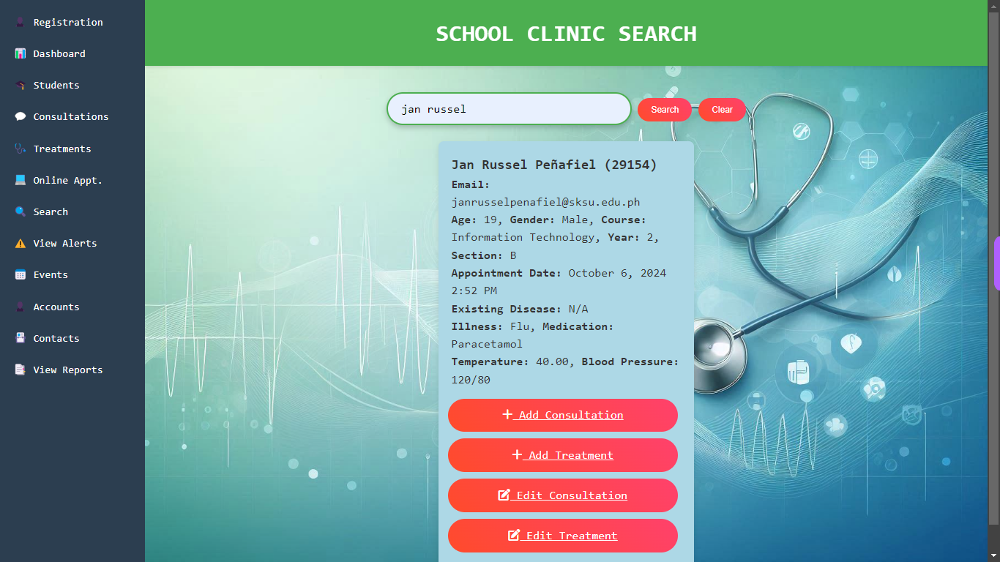 Registration
Dashboard
Students
Consultations
Treatments
Online Appt.
Search
View Alerts
Events
Accounts
Contacts
View Reports
SCHOOL CLINIC SEARCH
jan russel
Search
Clear
Jan Russel Peñafiel (29154)
Email:
janrusselpenafiel@sksu.edu.ph
Age: 19, Gender: Male, Course:
Information Technology, Year: 2,
Section: B
Appointment Date: October 6, 2024
2:52 PM
Existing Disease: N/A
Illness: Flu, Medication:
Paracetamol
Temperature: 40.00, Blood Pressure:
120/80
Add Consultation
Add Treatment
Edit Consultation
Edit Treatment